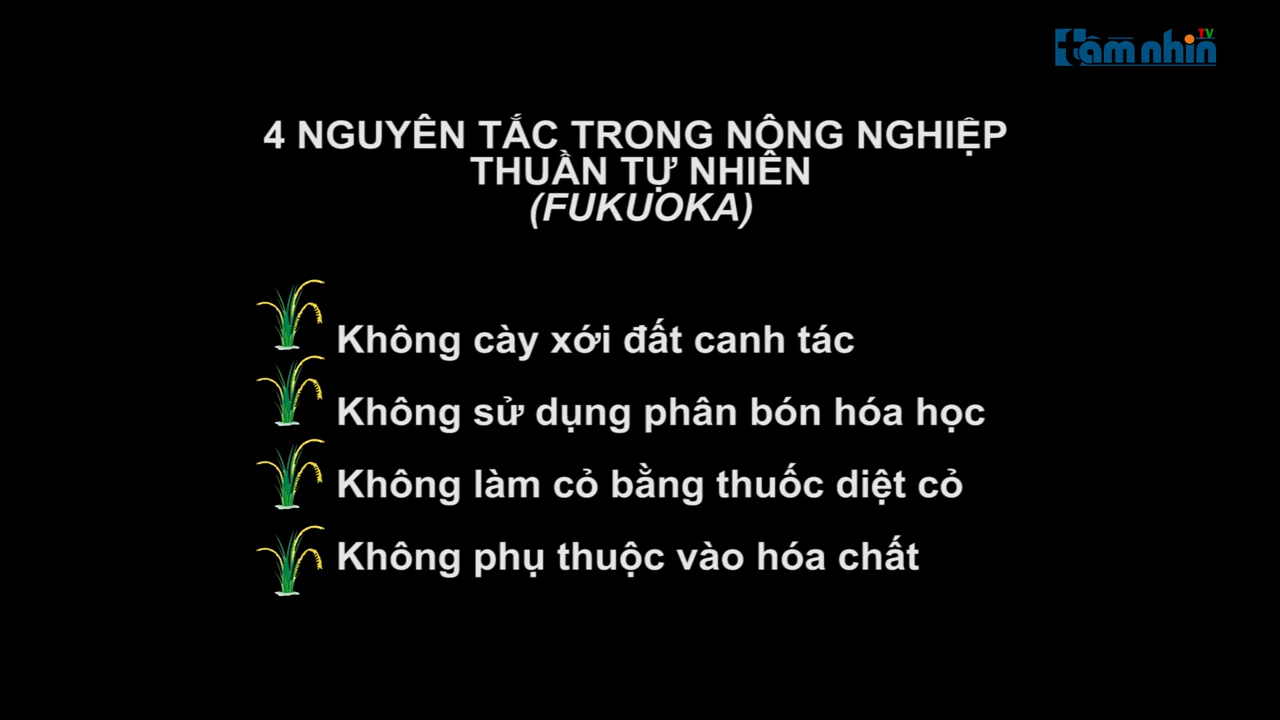 tầm nhìn TV
4 NGUYÊN TẮC TRONG NÔNG NGHIỆP
THUẦN TỰ NHIÊN
(FUKUOKA)
Không cày xới đất canh tác
Không sử dụng phân bón hóa học
Không làm cỏ bằng thuốc diệt cỏ
Không phụ thuộc vào hóa chất